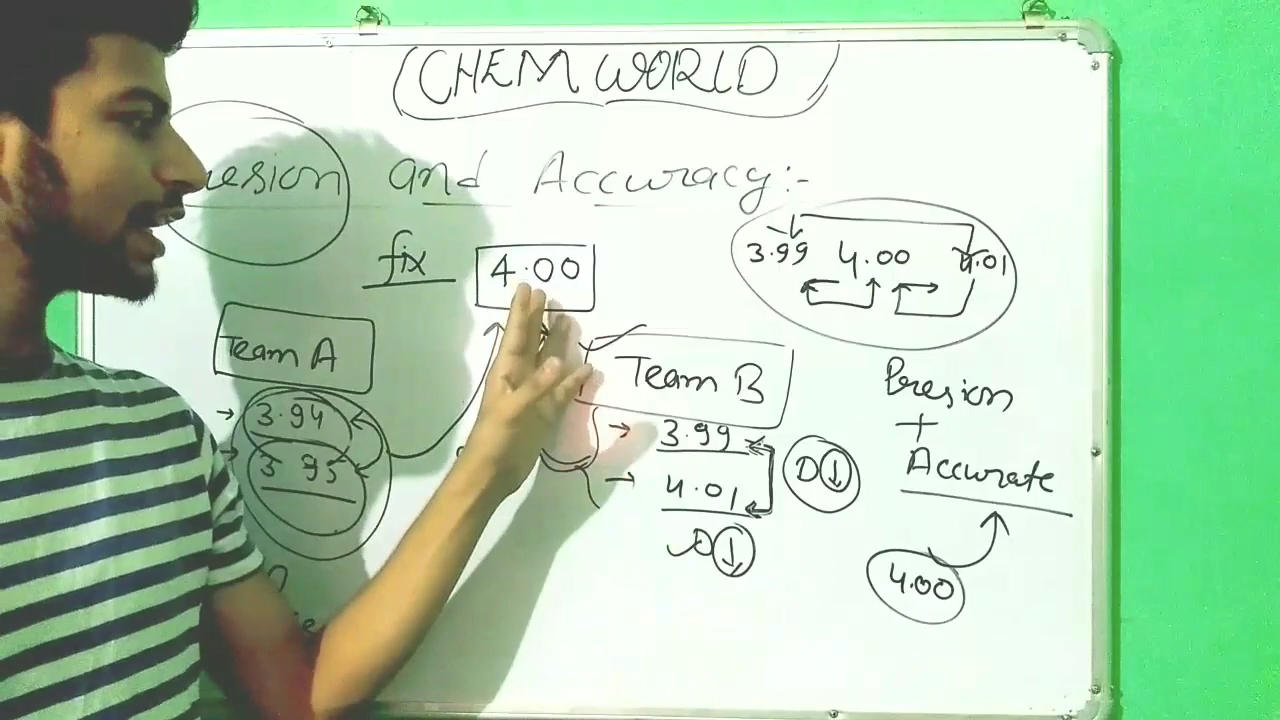 CHEM WORLD
resion and Accuracy:-
fix 4.00
3.99 4.00 4.01
Team A
3.94
3 95
Team B
3.99
4.01
D↓
D↓
Presion
+
Accurate
4.00